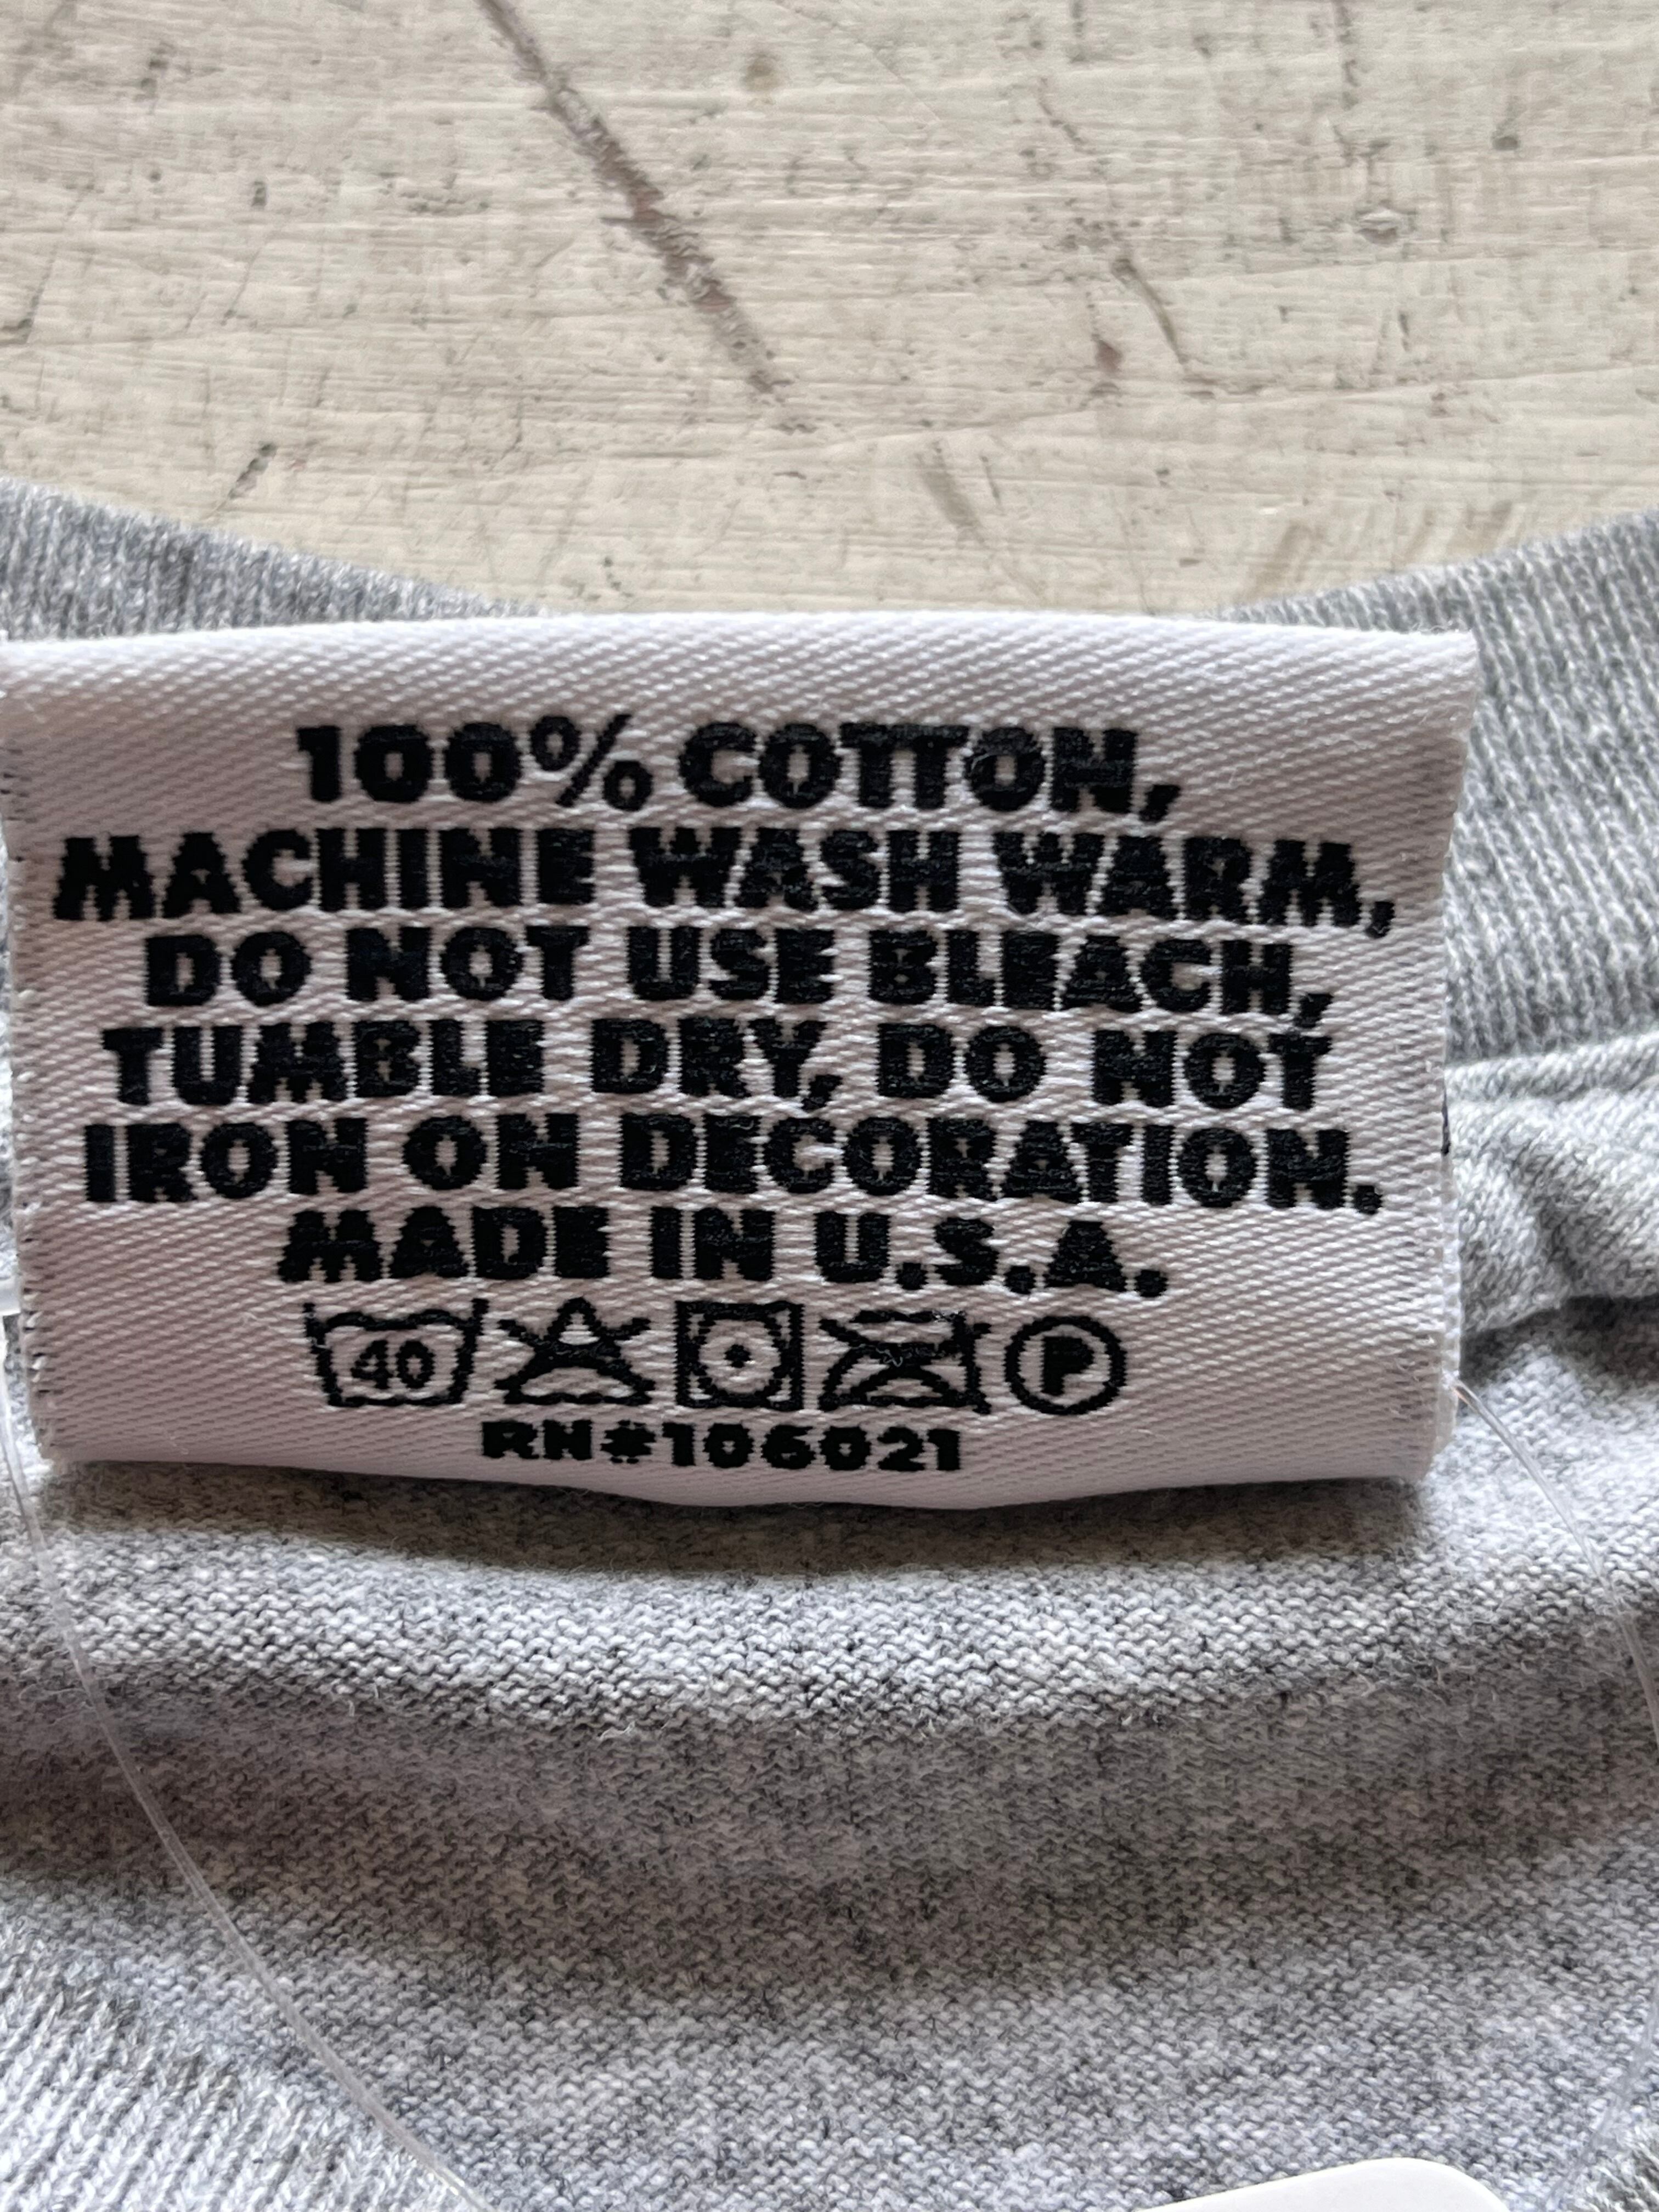 100% COTTON,
MACHINE WASH WARM,
DO NOT USE BLEACH,
TUMBLE DRY, DO NOT
IRON ON DECORATION.
MADE IN U.S.A.
40 P
RN#106021